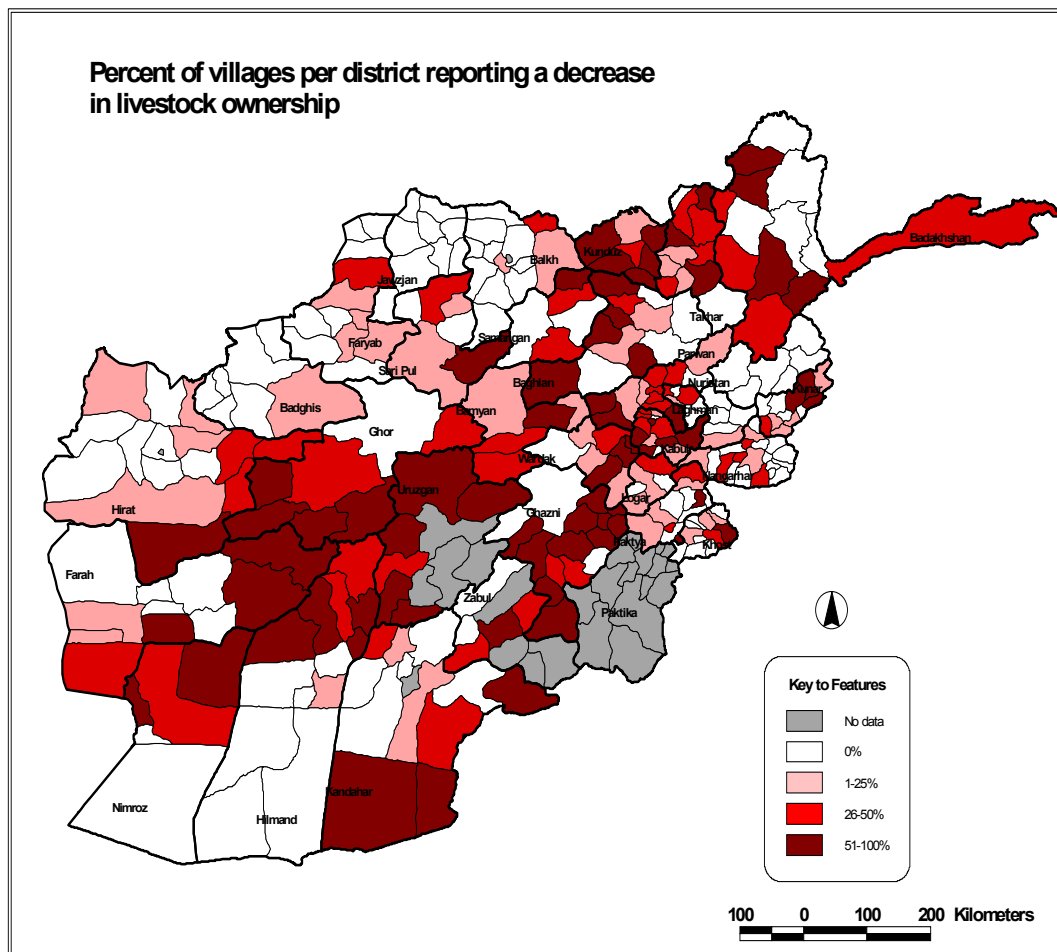 Percent of villages per district reporting a decrease
in livestock ownership
Badakhshan
Kunduz
Balkh
Jawzjan
Takhar
Samangan
Faryab
Parwan
Sari Pul
Nuristan
Baghlan
Kunar
Badghis
Bamyan
Laghman
Ghor
Kabul
Wardak
Nangarhar
Uruzgan
Logar
Hirat
Ghazni
Paktya
Khost
Farah
Zabul
Paktika
Kandahar
Nimroz
Hilmand
Key to Features
No data
0%
1-25%
26-50%
51-100%
100 0 100 200 Kilometers